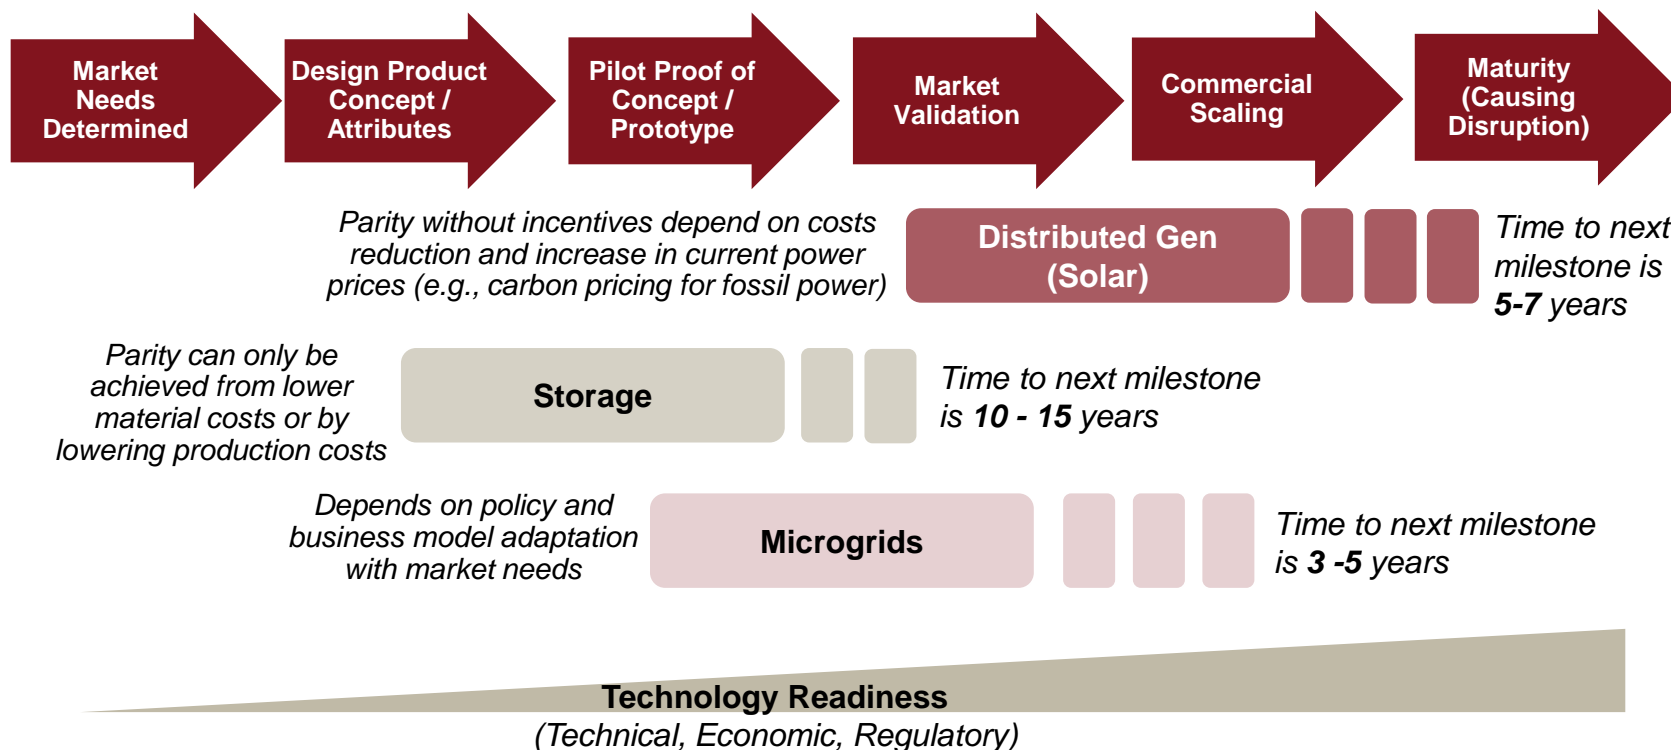 Market
Needs
Determined
Design Product
Concept /
Attributes
Pilot Proof of
Concept /
Prototype
Market
Validation
Commercial
Scaling
Maturity
(Causing
Disruption)
Parity without incentives depend on costs
reduction and increase in current power
prices (e.g., carbon pricing for fossil power)
Distributed Gen
(Solar)
Time to next
milestone is
5-7 years
Parity can only be
achieved from lower
material costs or by
lowering production costs
Storage
Time to next milestone
is 10 - 15 years
Depends on policy and
business model adaptation
with market needs
Microgrids
Time to next milestone
is 3 -5 years
Technology Readiness
(Technical, Economic, Regulatory)